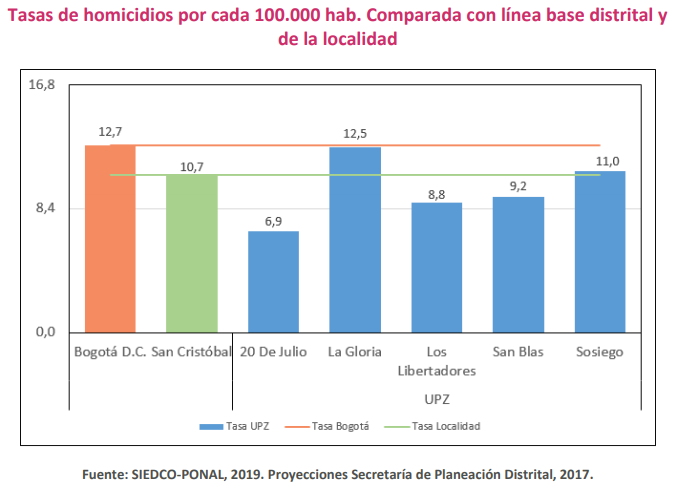 Tasas de homicidios por cada 100.000 hab. Comparada con línea base distrital y
de la localidad
16,8
12,7
12,5
10,7
11,0
8,8
9,2
8,4
6,9
0,0
Bogotá D.C. San Cristóbal 20 De Julio La Gloria Los San Blas Sosiego
Libertadores
UPZ
Tasa UPZ Tasa Bogotá Tasa Localidad
Fuente: SIEDCO-PONAL, 2019. Proyecciones Secretaría de Planeación Distrital, 2017.